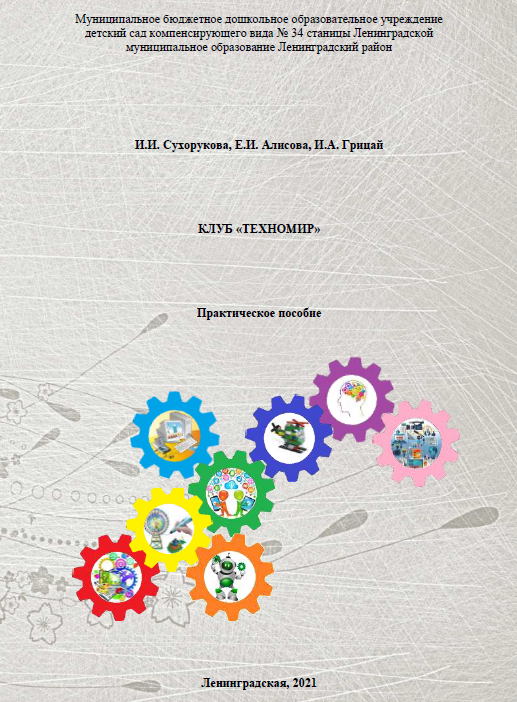 Муниципальное бюджетное дошкольное образовательное учреждение
детский сад компенсирующего вида № 34 станицы Ленинградской
муниципальное образование Ленинградский район
И.И. Сухорукова, Е.И. Алисова, И.А. Грицай
КЛУБ «ТЕХНОМИР»
Практическое пособие
Ленинградская, 2021